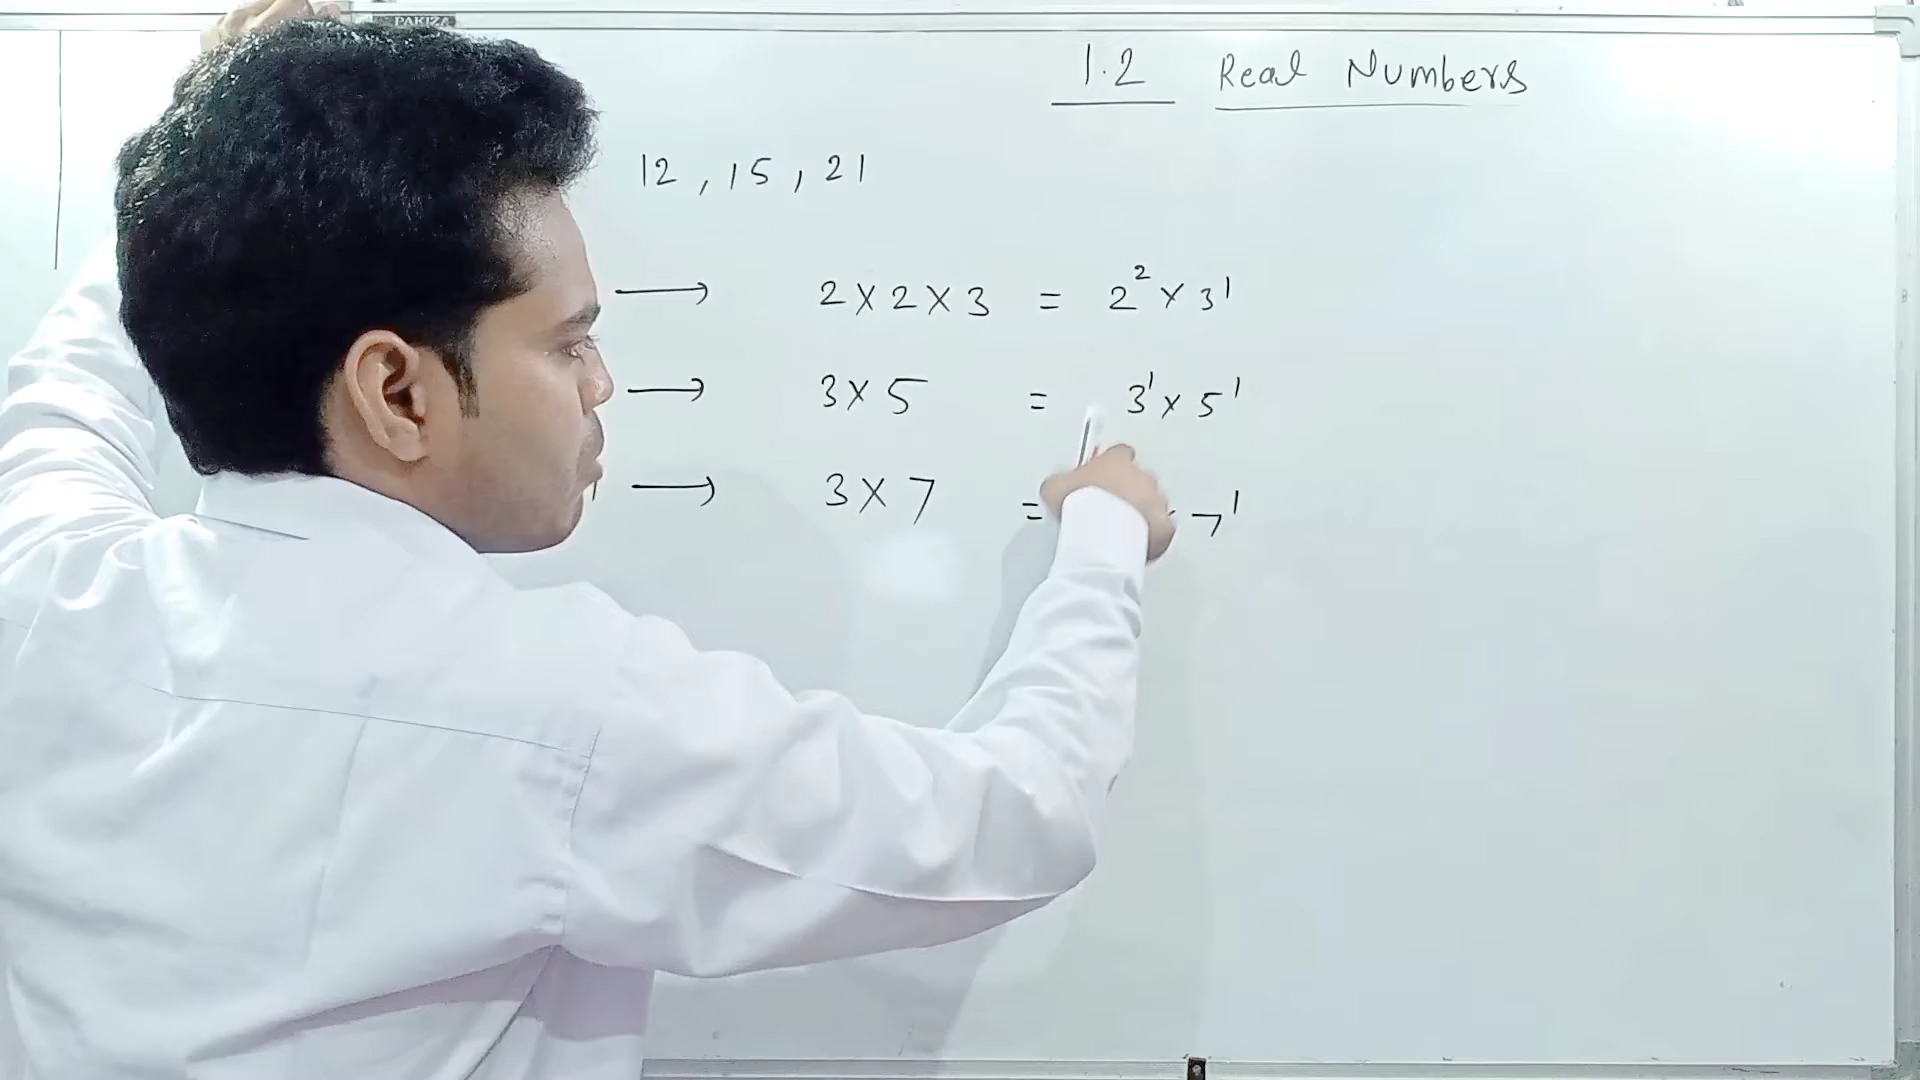 PAKIZA
1.2 Real Numbers
12, 15, 21
→ 2 × 2 × 3 = 2² × 3¹
→ 3 × 5 = 3¹ × 5¹
→ 3 × 7 = 7¹